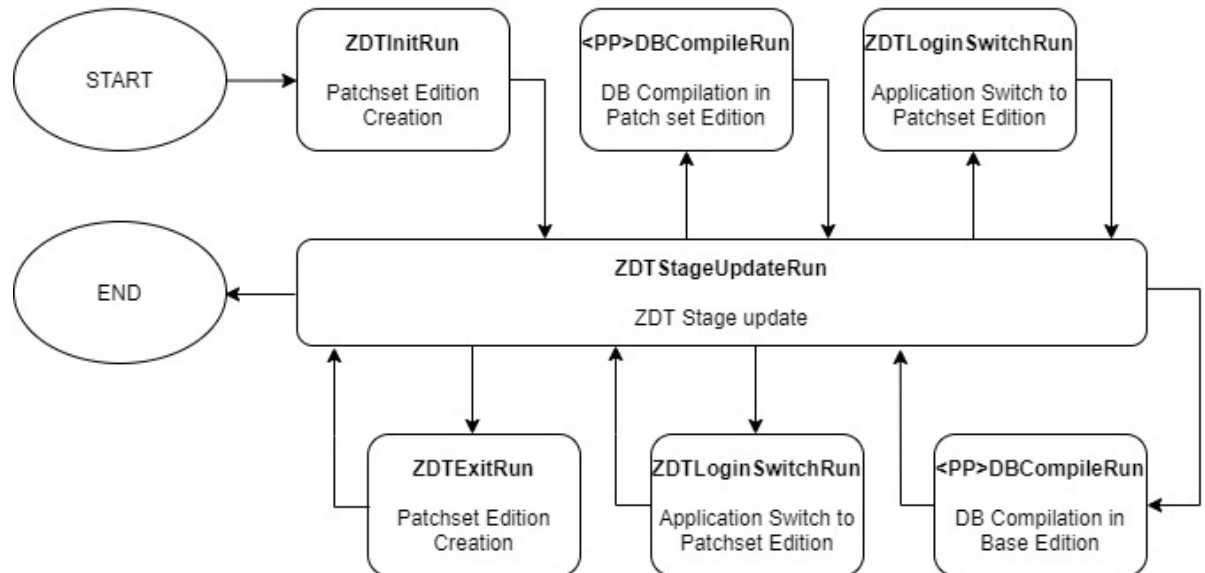 START
ZDTInitRun
Patchset Edition
Creation
<PP>DBCompileRun
DB Compilation in
Patch set Edition
ZDTLoginSwitchRun
Application Switch to
Patchset Edition
END
ZDTStageUpdateRun
ZDT Stage update
ZDTExitRun
Patchset Edition
Creation
ZDTLoginSwitchRun
Application Switch to
Patchset Edition
<PP>DBCompileRun
DB Compilation in
Base Edition